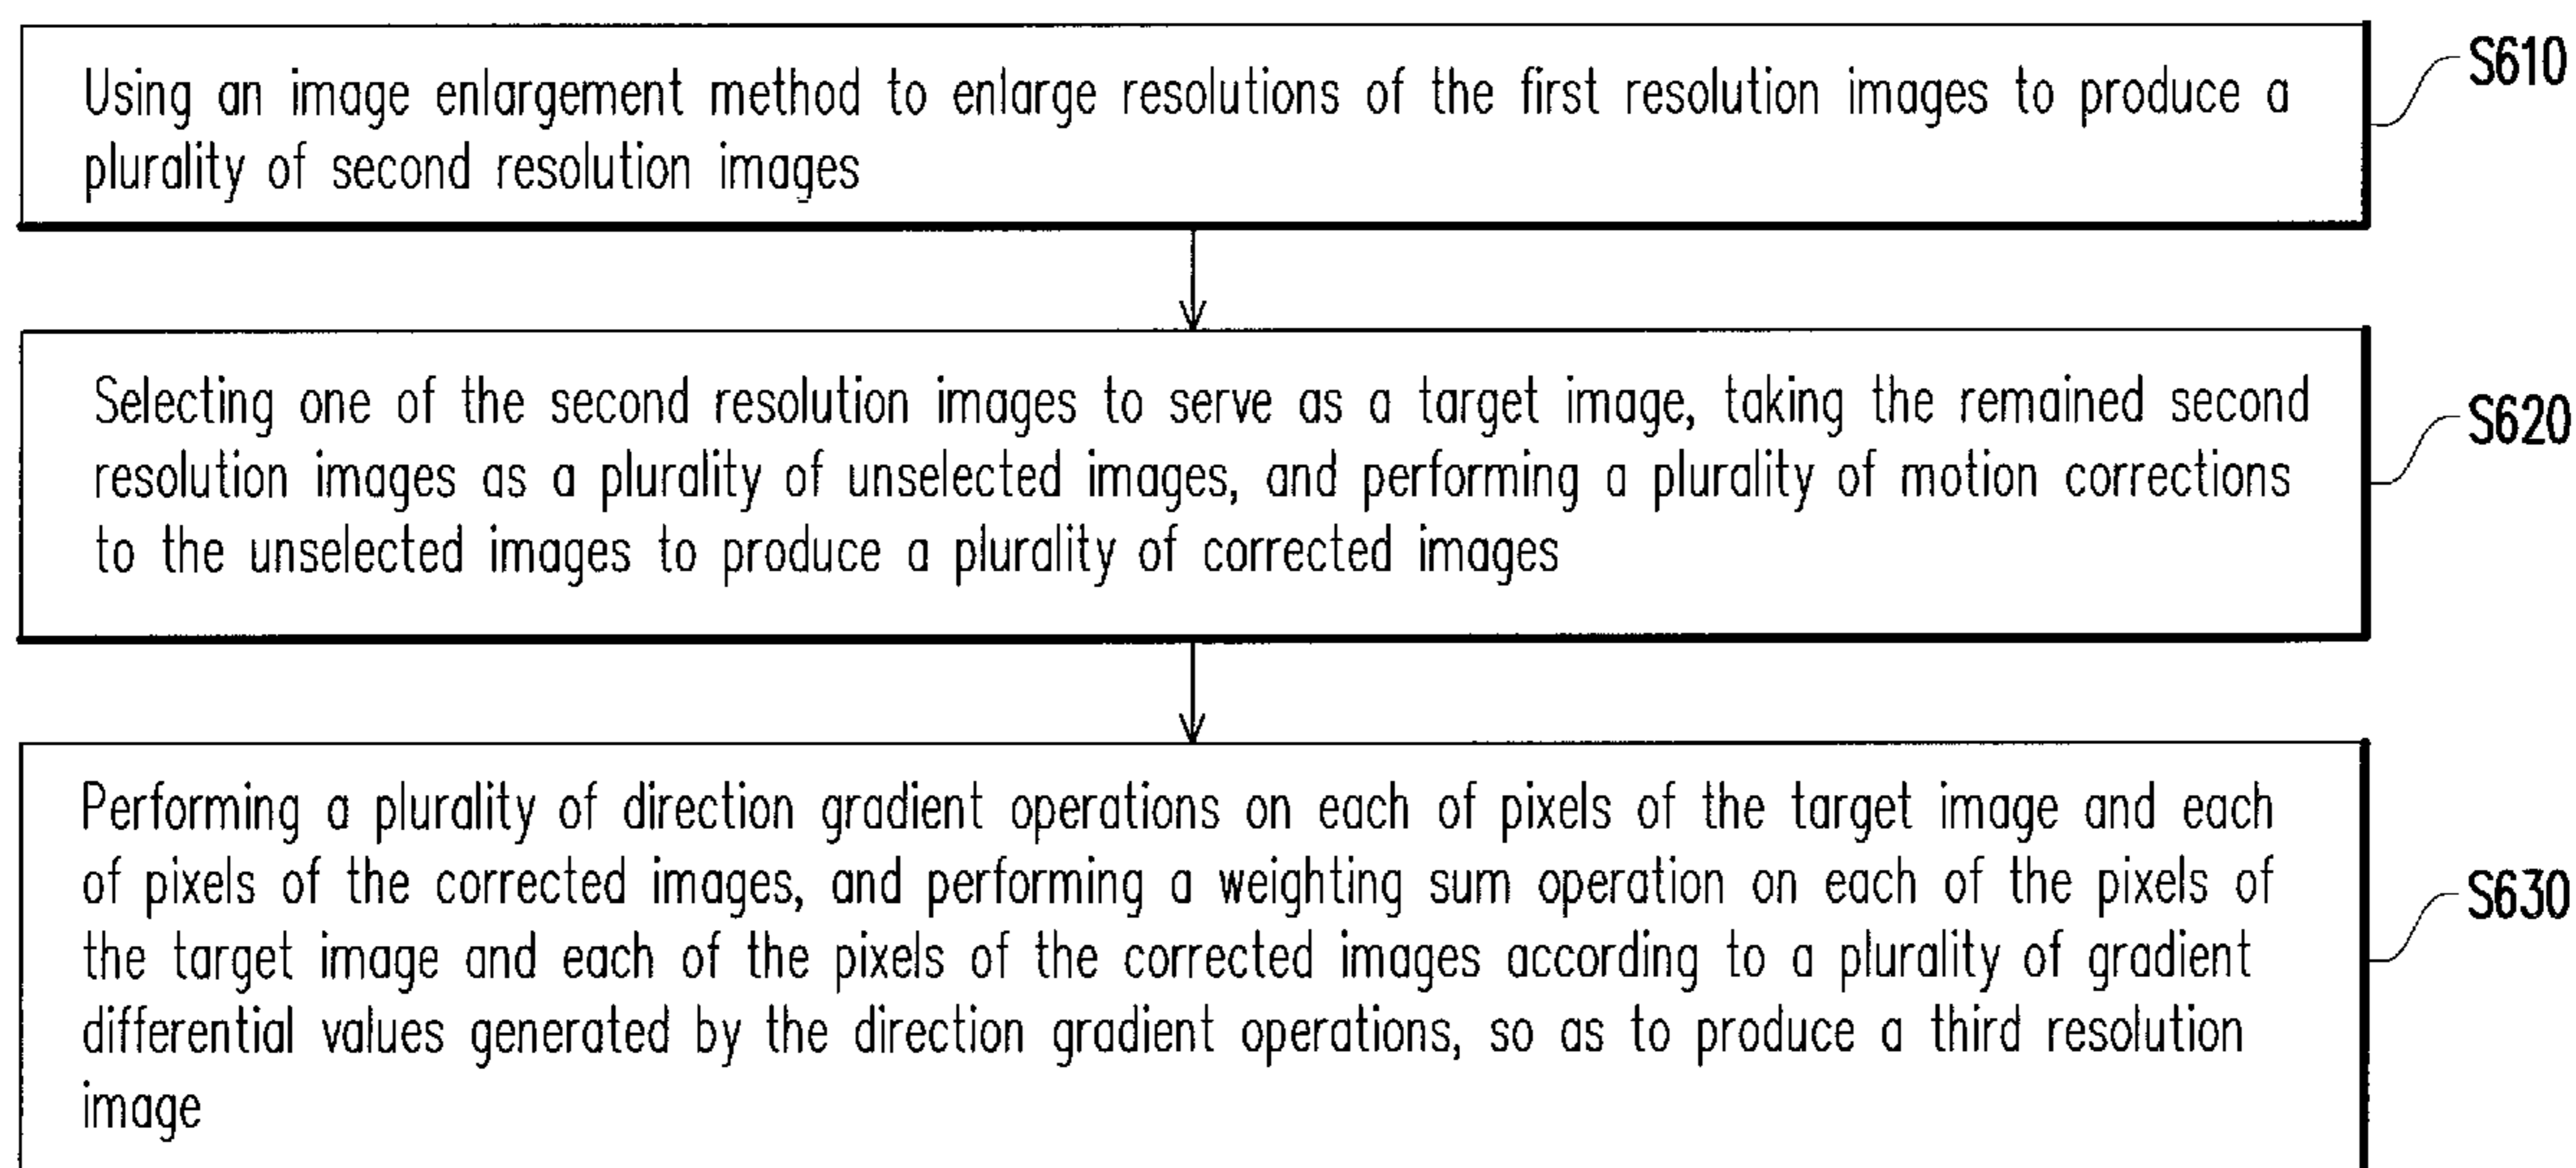 Using an image enlargement method to enlarge resolutions of the first resolution images to produce a
plurality of second resolution images
S610
Selecting one of the second resolution images to serve as a target image, taking the remained second
resolution images as a plurality of unselected images, and performing a plurality of motion corrections
to the unselected images to produce a plurality of corrected images
S620
Performing a plurality of direction gradient operations on each of pixels of the target image and each
of pixels of the corrected images, and performing a weighting sum operation on each of the pixels of
the target image and each of the pixels of the corrected images according to a plurality of gradient
differential values generated by the direction gradient operations, so as to produce a third resolution
image
S630